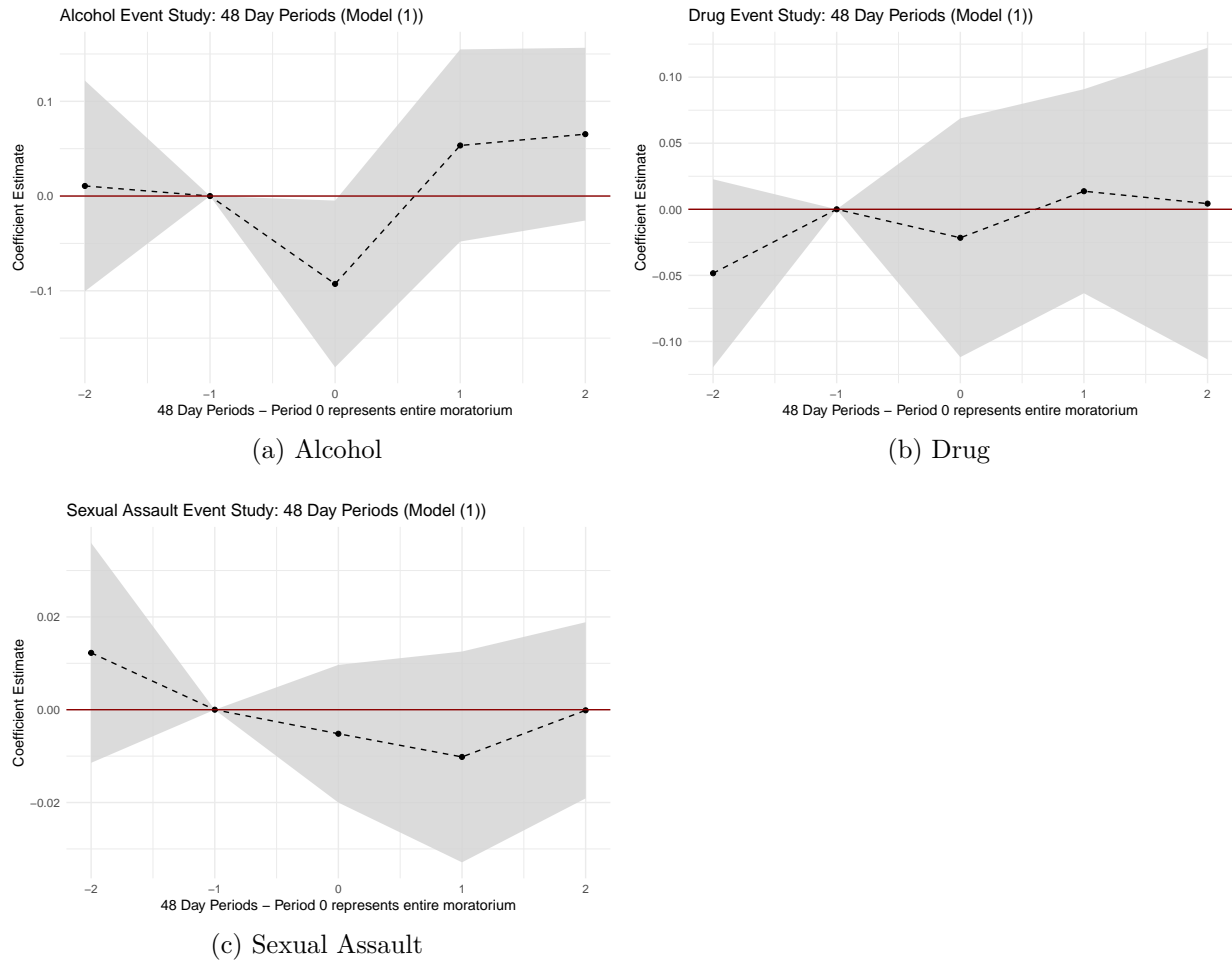 Alcohol Event Study: 48 Day Periods (Model (1))
0.1
0.0
−0.1
Coefficient Estimate
−2 −1 0 1 2
48 Day Periods − Period 0 represents entire moratorium
(a) Alcohol
Drug Event Study: 48 Day Periods (Model (1))
0.10
0.05
0.00
−0.05
−0.10
Coefficient Estimate
−2 −1 0 1 2
48 Day Periods − Period 0 represents entire moratorium
(b) Drug
Sexual Assault Event Study: 48 Day Periods (Model (1))
0.02
0.00
−0.02
Coefficient Estimate
−2 −1 0 1 2
48 Day Periods − Period 0 represents entire moratorium
(c) Sexual Assault